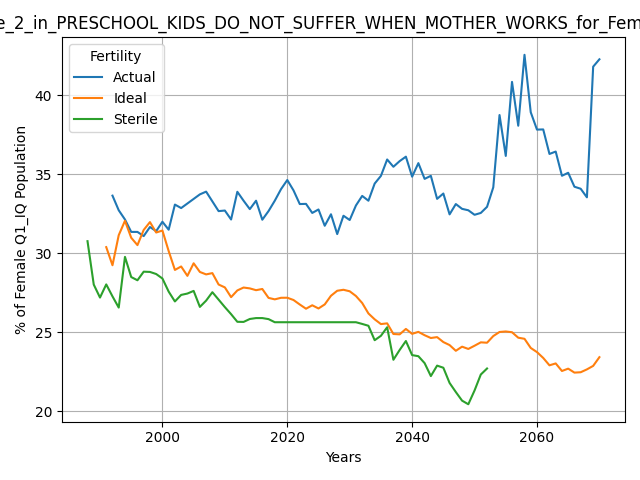 e_2_in_PRESCHOOL_KIDS_DO_NOT_SUFFER_WHEN_MOTHER_WORKS_for_Fem
Fertility
Actual
Ideal
Sterile
% of Female Q1_IQ Population
40
35
30
25
20
2000
2020
2040
2060
Years